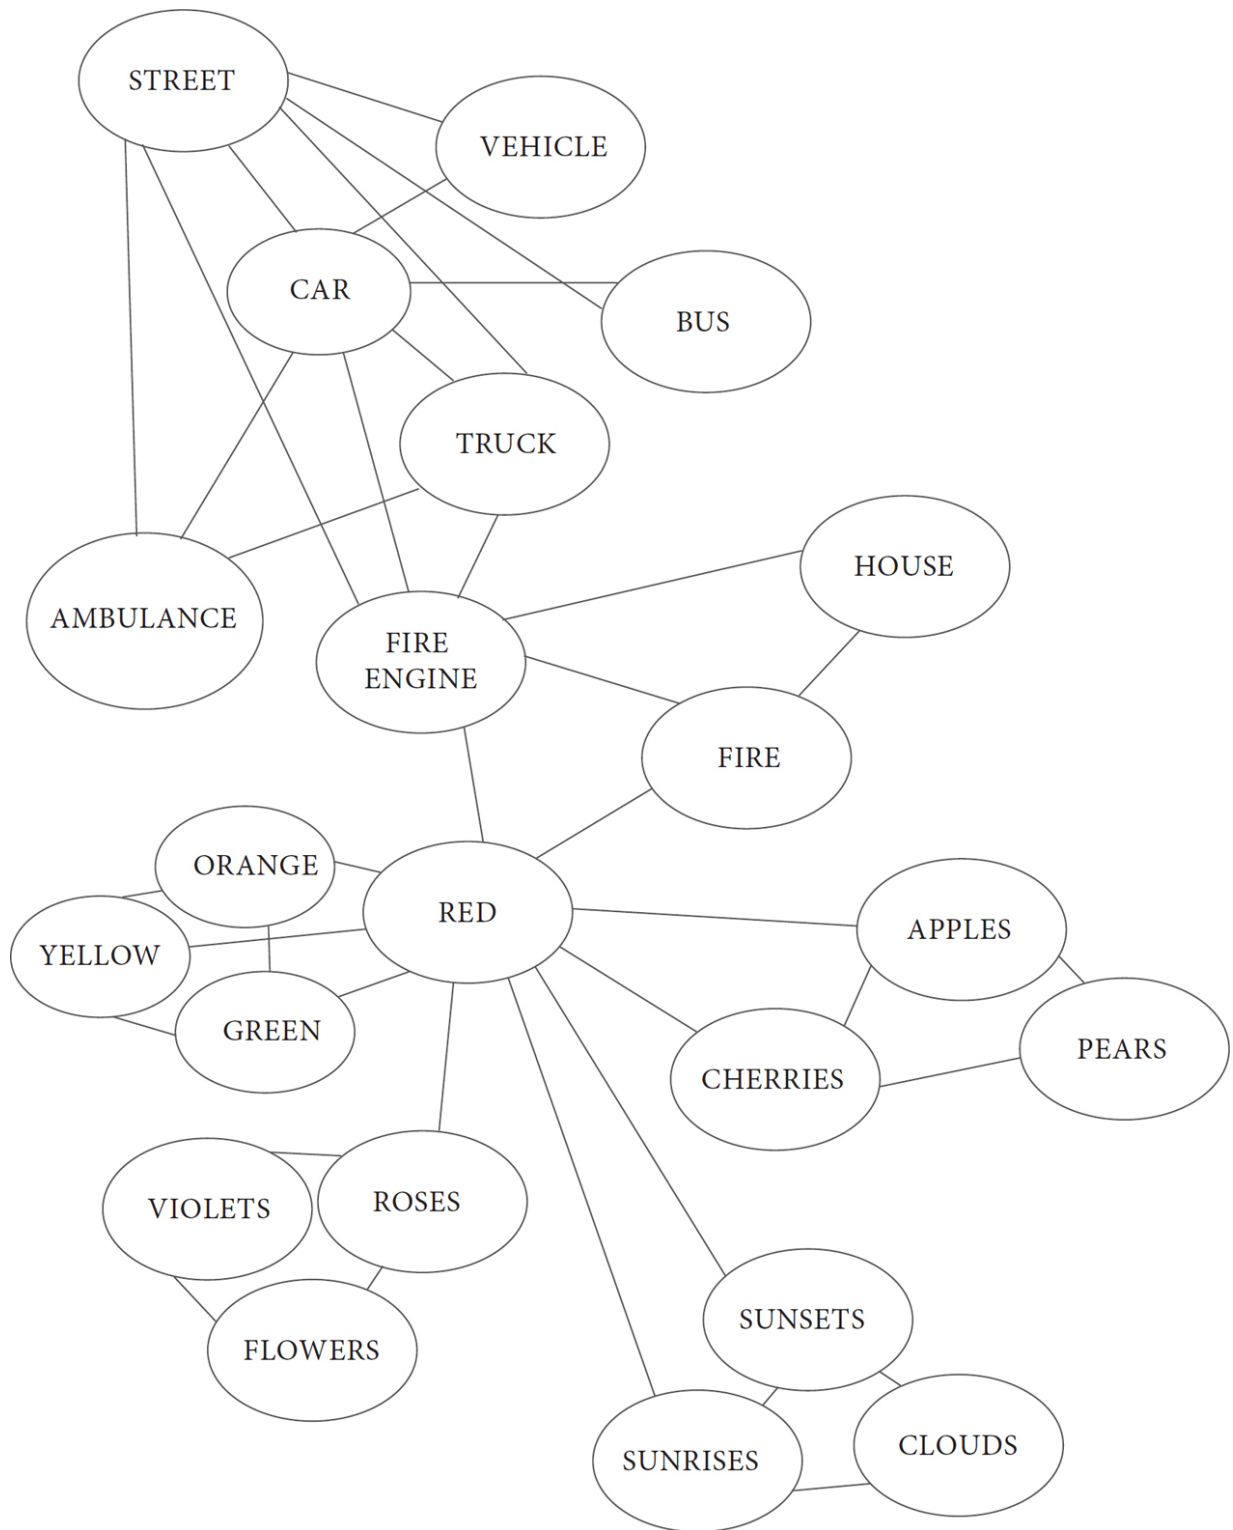 STREET
VEHICLE
CAR
BUS
TRUCK
HOUSE
AMBULANCE
FIRE
ENGINE
FIRE
ORANGE
RED
APPLES
YELLOW
GREEN
PEARS
CHERRIES
VIOLETS
ROSES
SUNSETS
FLOWERS
CLOUDS
SUNRISES